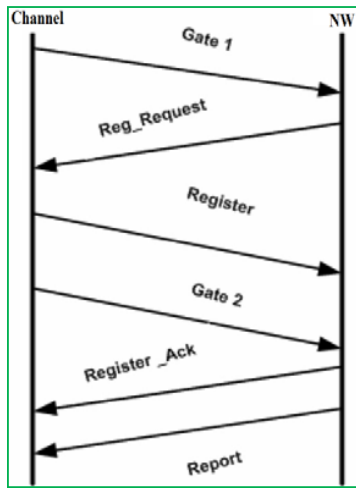 Channel NW
Gate 1
Reg_Request
Register
Gate 2
Register _Ack
Report